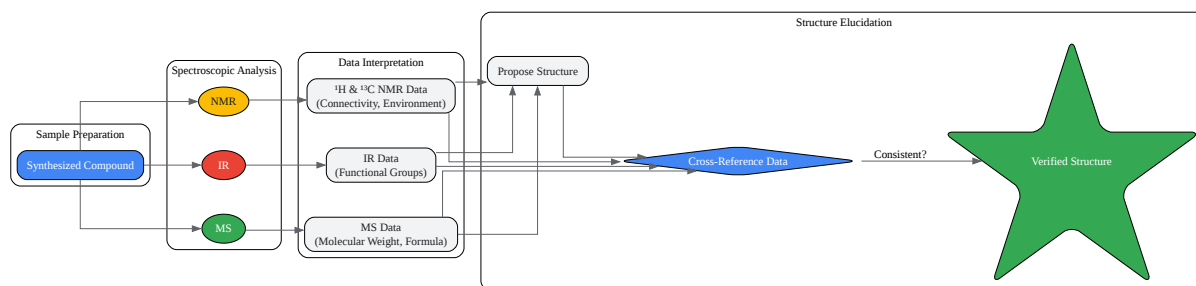 Structure Elucidation
Data Interpretation
Spectroscopic Analysis
Sample Preparation
Synthesized Compound
NMR
IR
MS
¹H & ¹³C NMR Data
(Connectivity, Environment)
IR Data
(Functional Groups)
MS Data
(Molecular Weight, Formula)
Propose Structure
Cross-Reference Data
Consistent?
Verified Structure